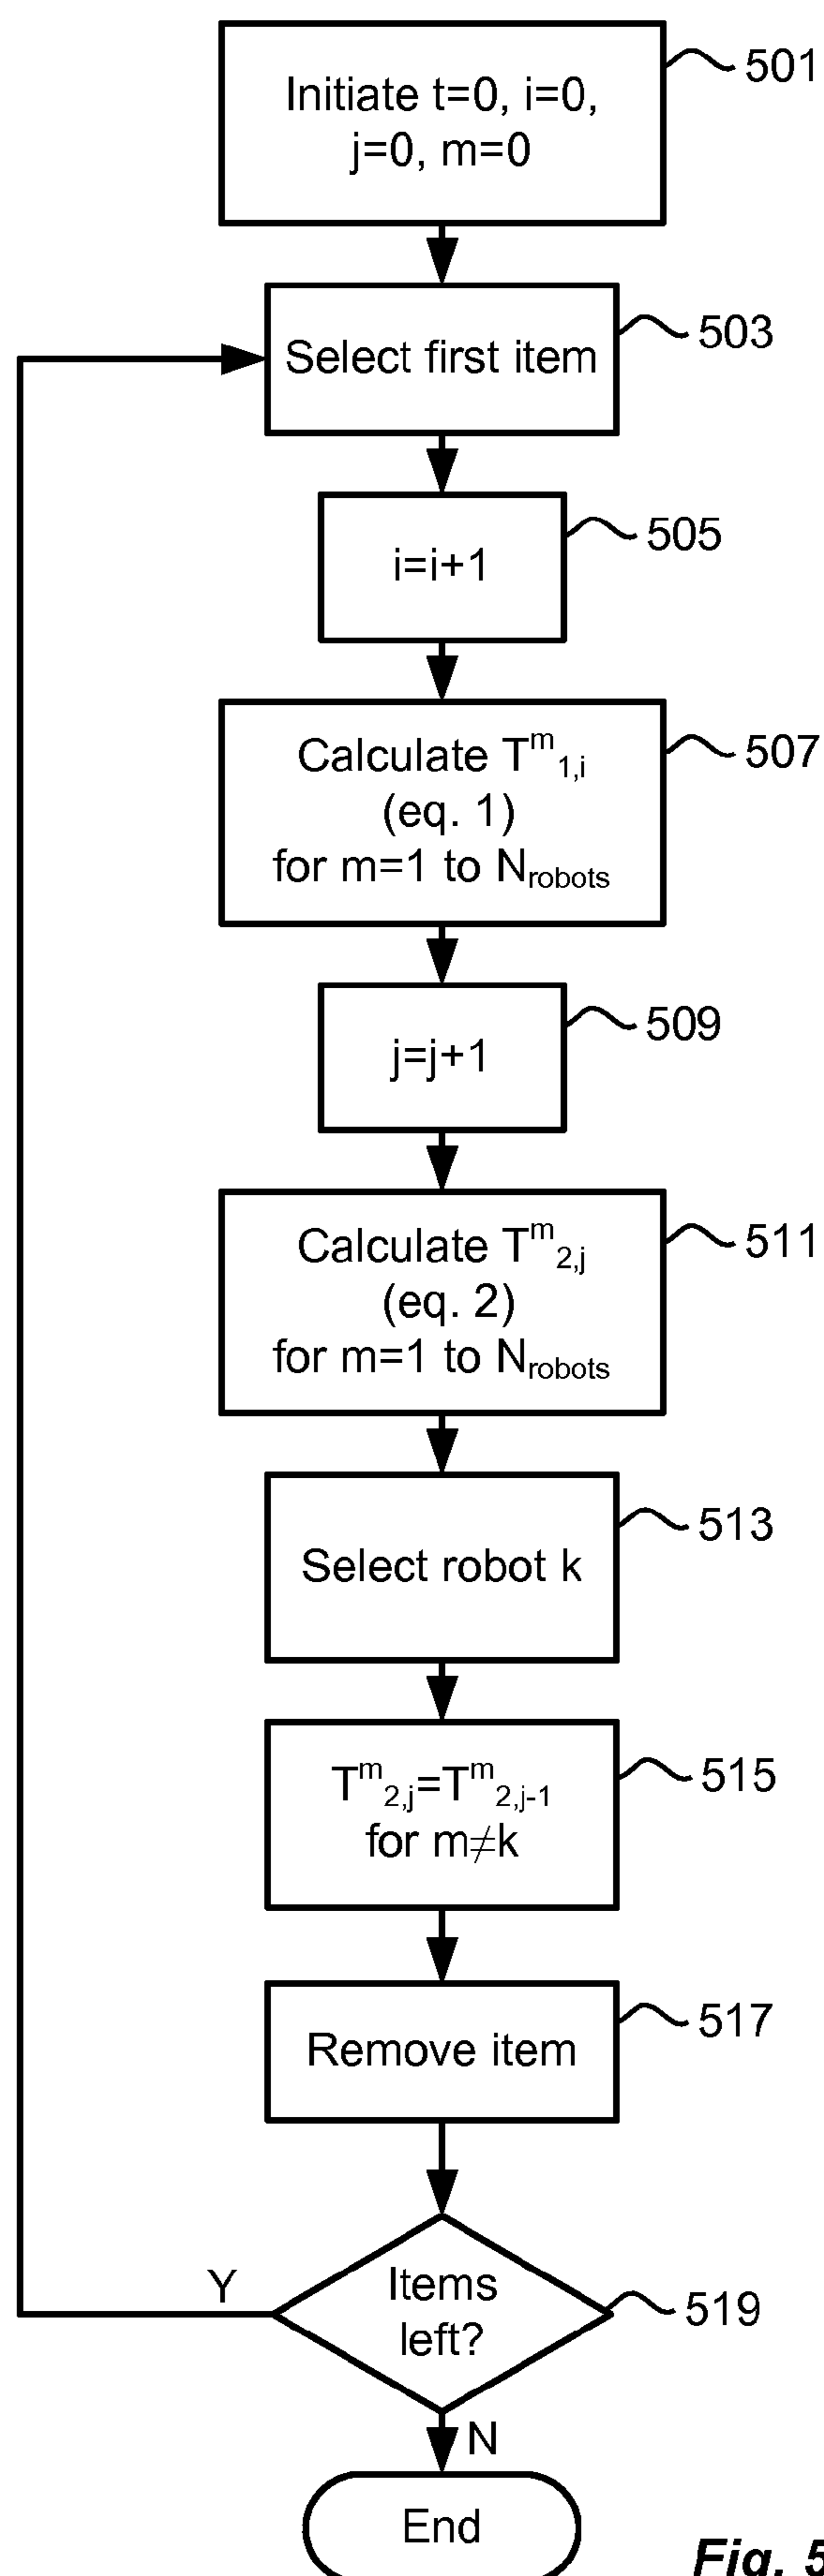 Initiate t=0, i=0,
j=0, m=0
501
Select first item
503
i=i+1
505
Calculate T^m_1,i
(eq. 1)
for m=1 to N_robots
507
j=j+1
509
Calculate T^m_2,j
(eq. 2)
for m=1 to N_robots
511
Select robot k
513
T^m_2,j=T^m_2,j-1
for m≠k
515
Remove item
517
Items
left?
519
Y
N
End
Fig. 5